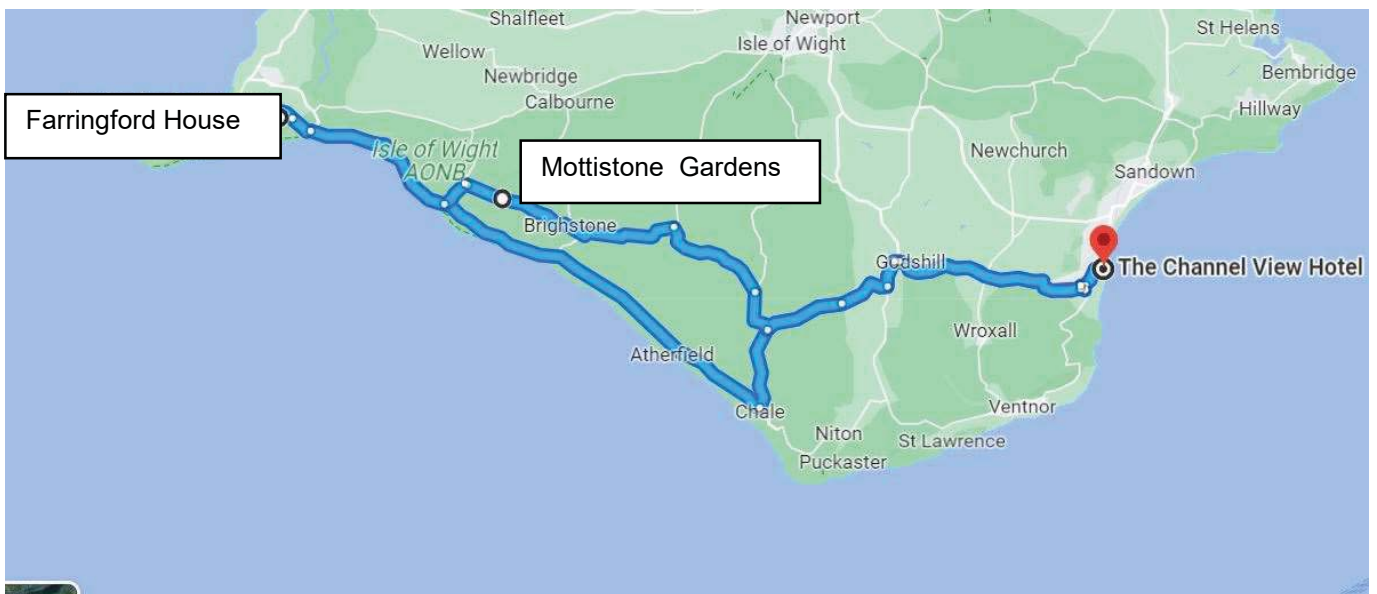 Shalfleet
Newport
Isle of Wight
St Helens
Wellow
Bembridge
Newbridge
Calbourne
Hillway
Farringford House
Isle of Wight
AONB
Mottistone Gardens
Newchurch
Sandown
Brighstone
Godshill
The Channel View Hotel
Wroxall
Atherfield
Chale
Ventnor
Niton
St Lawrence
Puckaster